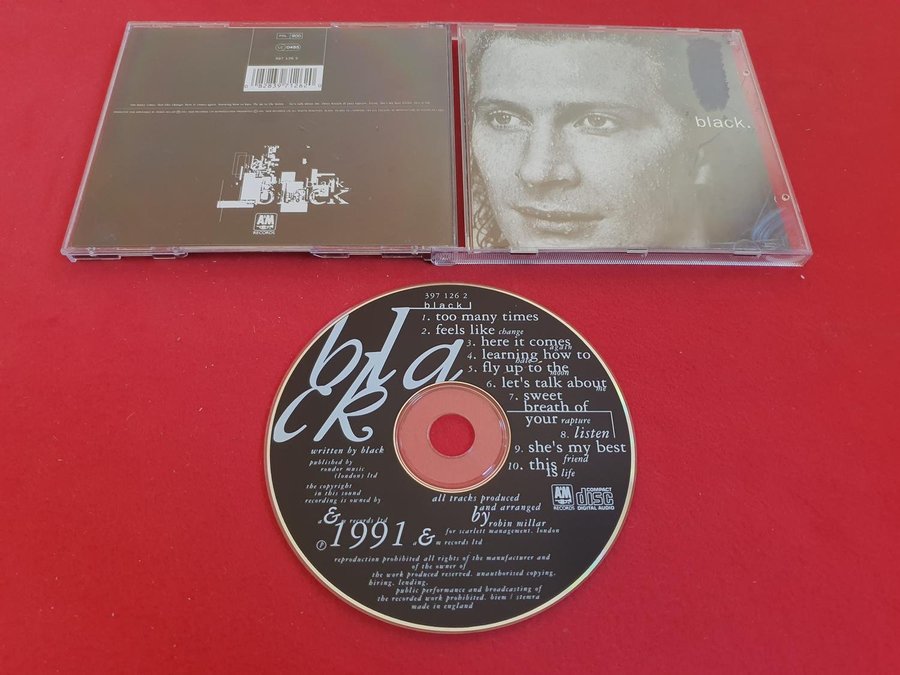 POL 900
LC 0485
397 126 2
black
A&M
RECORDS
black.
397 126 2
black
black
1. too many times
2. feels like change
3. here it comes
again
4. learning how to
hate
5. fly up to the
moon
6. let's talk about
me
7. sweet
breath of
your rapture
8. listen
9. she's my best
friend
10. this
is life
written by black
published by
rondor music
(london) ltd
the copyright
in this sound
recording is owned by
a&m records ltd
℗ 1991 a&m records ltd
all tracks produced
and arranged
by robin millar
for scarlett management, london
A&M
RECORDS
COMPACT
disc
DIGITAL AUDIO
reproduction prohibited all rights of the manufacturer and
of the owner of
the work produced reserved. unauthorised copying,
hiring, lending,
public performance and broadcasting of
the recorded work prohibited. biem / stemra
made in england